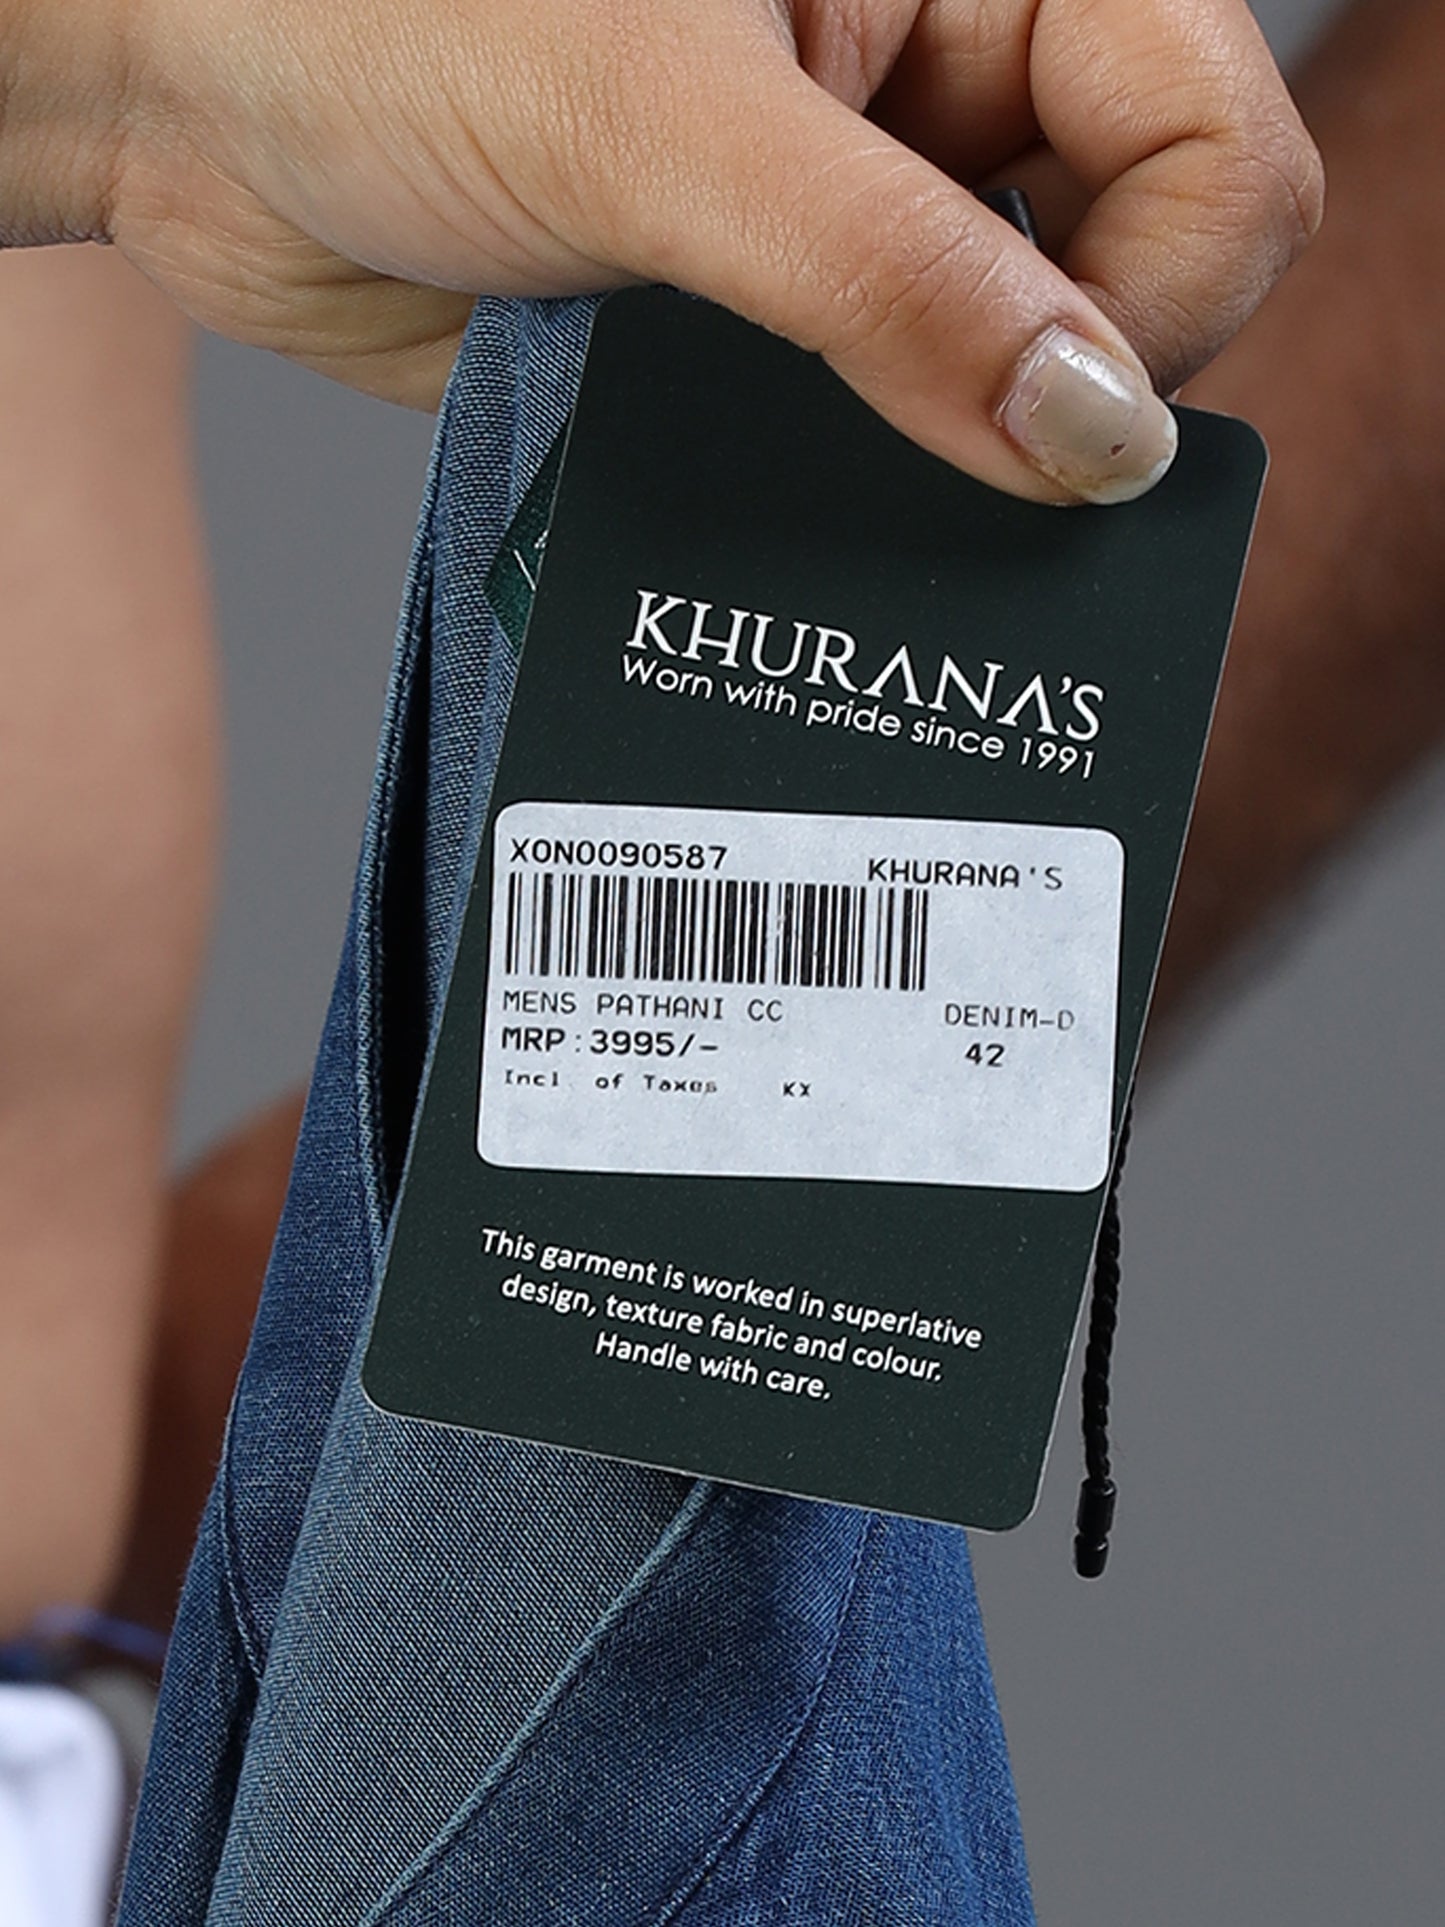 KHURANA'S
Worn with pride since 1991
XON0090587 KHURANA'S
MENS PATHANI CC DENIM-D
MRP:3995/- 42
Incl. of Taxes KX
This garment is worked in superlative
design, texture fabric and colour.
Handle with care.